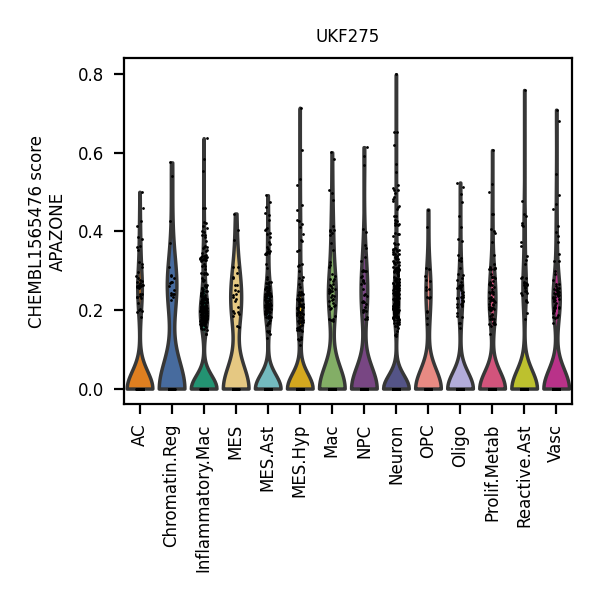 UKF275
CHEMBL1565476 score
APAZONE
0.8
0.6
0.4
0.2
0.0
AC
Chromatin.Reg
Inflammatory.Mac
MES
MES.Ast
MES.Hyp
Mac
NPC
Neuron
OPC
Oligo
Prolif.Metab
Reactive.Ast
Vasc